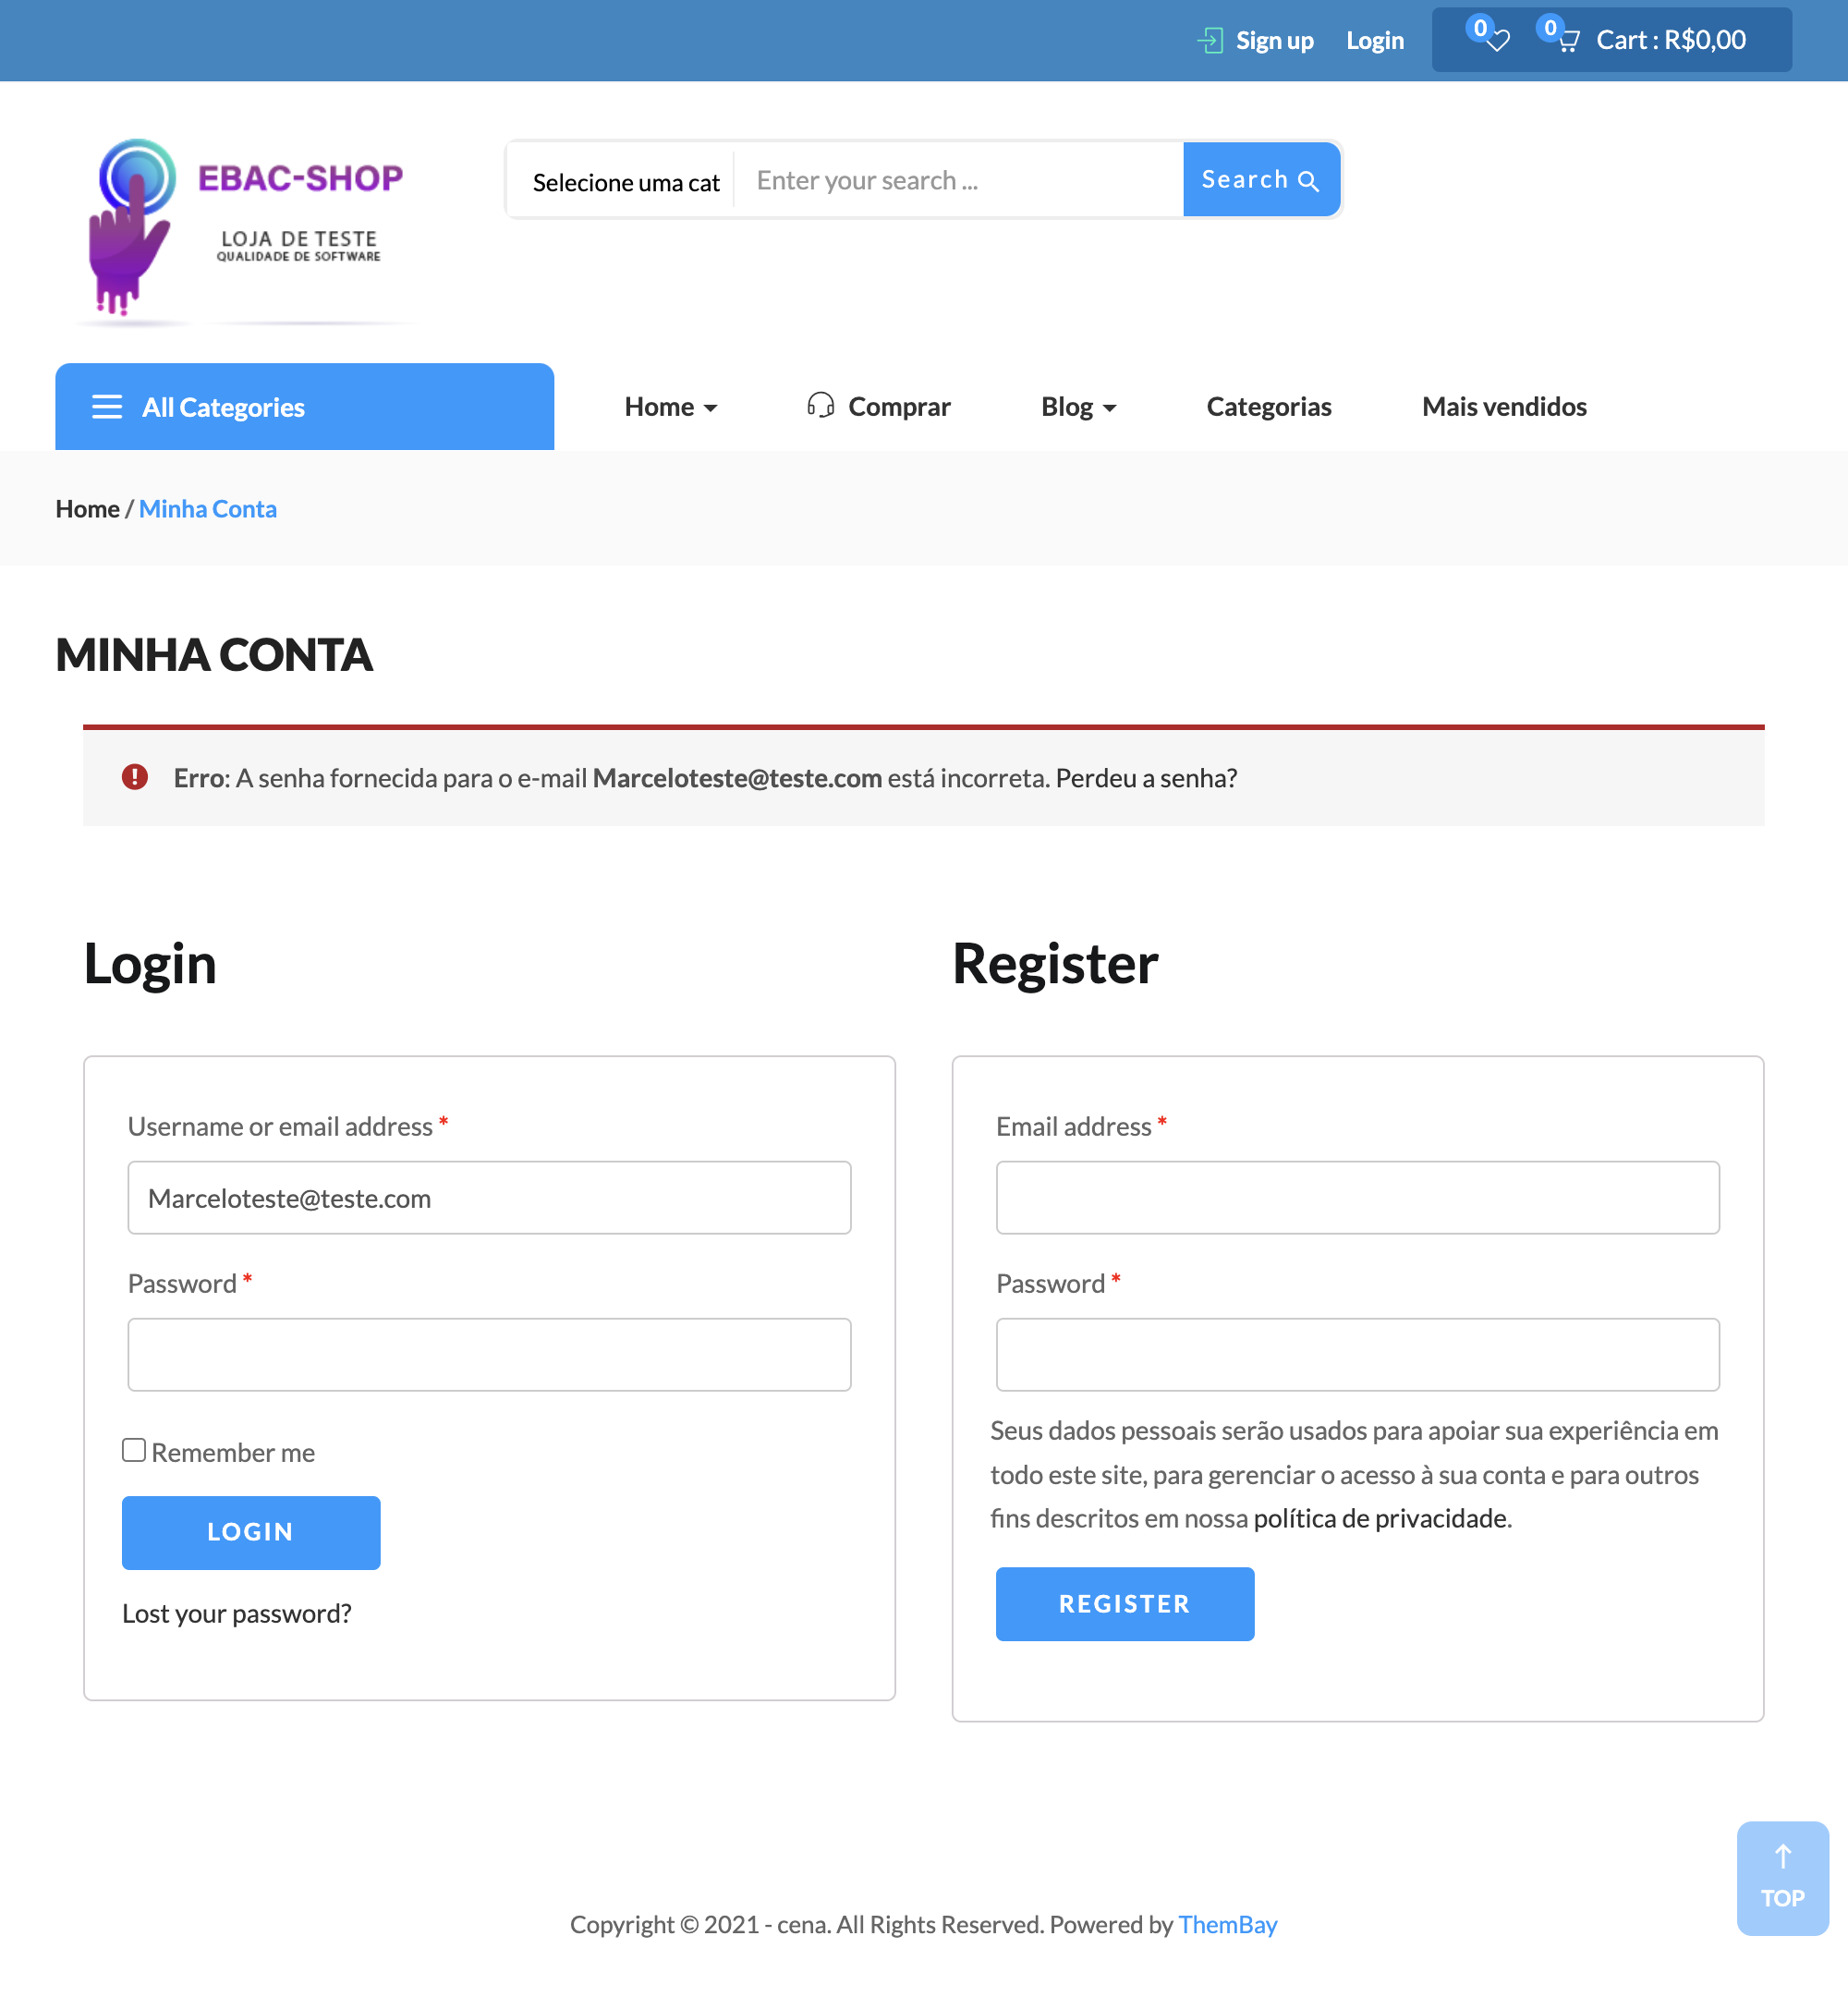 Sign up Login 0 0 Cart : R$0,00
EBAC-SHOP
LOJA DE TESTE
QUALIDADE DE SOFTWARE
Selecione uma cat Enter your search ... Search
All Categories Home Comprar Blog Categorias Mais vendidos
Home / Minha Conta
MINHA CONTA
Erro: A senha fornecida para o e-mail Marceloteste@teste.com está incorreta. Perdeu a senha?
Login
Username or email address *
Marceloteste@teste.com
Password *
Remember me
LOGIN
Lost your password?
Register
Email address *
Password *
Seus dados pessoais serão usados para apoiar sua experiência em
todo este site, para gerenciar o acesso à sua conta e para outros
fins descritos em nossa política de privacidade.
REGISTER
TOP
Copyright © 2021 - cena. All Rights Reserved. Powered by ThemBay